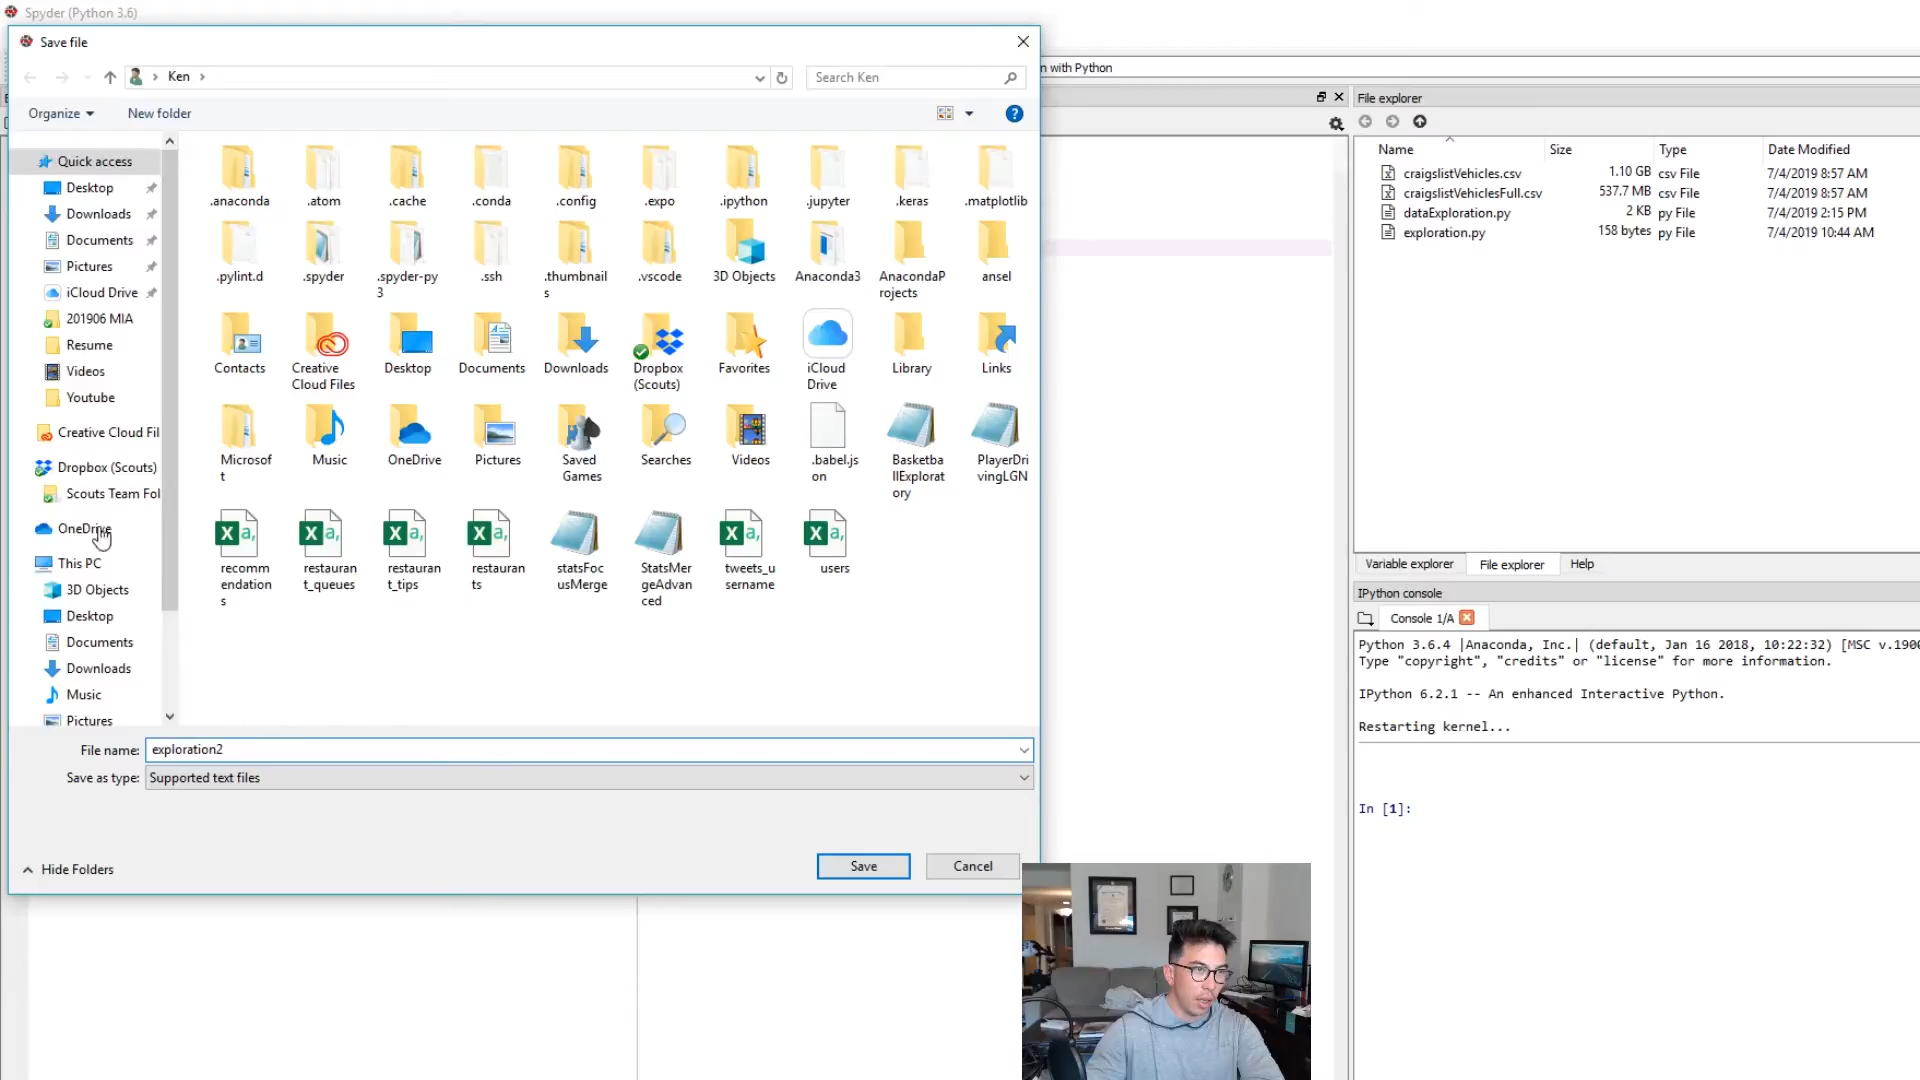 Spyder (Python 3.6)
Save file
Ken
Search Ken
n with Python
Organize
New folder
Quick access
Desktop
Downloads
Documents
Pictures
iCloud Drive
201906 MIA
Resume
Videos
Youtube
Creative Cloud Fil
Dropbox (Scouts)
Scouts Team Fol
OneDrive
This PC
3D Objects
Desktop
Documents
Downloads
Music
Pictures
.anaconda
.atom
.cache
.conda
.config
.expo
.ipython
.jupyter
.keras
.matplotlib
.pylint.d
.spyder
.spyder-py
3
.ssh
.thumbnail
s
.vscode
3D Objects
Anaconda3
AnacondaP
rojects
ansel
Contacts
Creative
Cloud Files
Desktop
Documents
Downloads
Dropbox
(Scouts)
Favorites
iCloud
Drive
Library
Links
Microsof
t
Music
OneDrive
Pictures
Saved
Games
Searches
Videos
.babel.js
on
Basketba
llExplorat
ory
PlayerDri
vingLGN
recomm
endation
s
restauran
t_queues
restauran
t_tips
restauran
ts
statsFoc
usMerge
StatsMer
geAdvan
ced
tweets_u
sername
users
File name: exploration2
Save as type: Supported text files
Hide Folders
Save
Cancel
File explorer
Name Size Type Date Modified
craigslistVehicles.csv 1.10 GB csv File 7/4/2019 8:57 AM
craigslistVehiclesFull.csv 537.7 MB csv File 7/4/2019 8:57 AM
dataExploration.py 2 KB py File 7/4/2019 2:15 PM
exploration.py 158 bytes py File 7/4/2019 10:44 AM
Variable explorer File explorer Help
IPython console
Console 1/A
Python 3.6.4 |Anaconda, Inc.| (default, Jan 16 2018, 10:22:32) [MSC v.190
Type "copyright", "credits" or "license" for more information.
IPython 6.2.1 -- An enhanced Interactive Python.
Restarting kernel...
In [1]: